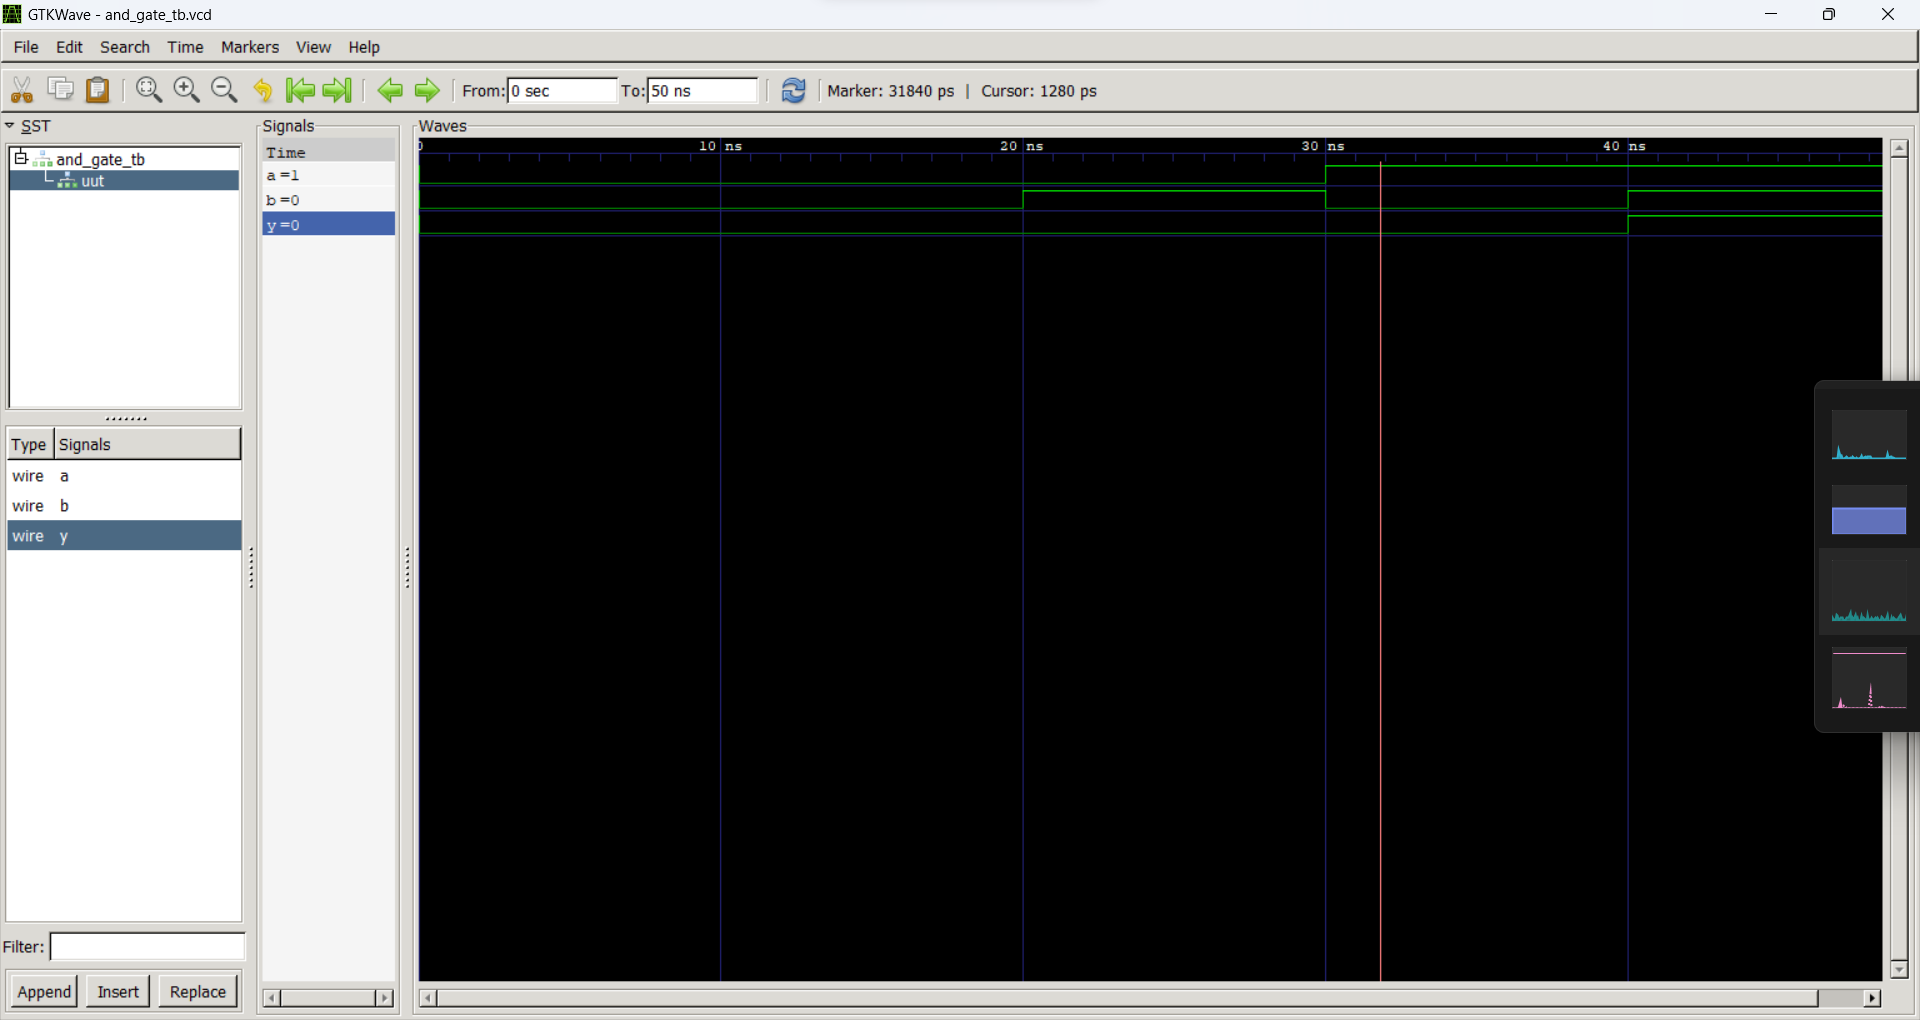 GTKWave - and_gate_tb.vcd
File Edit Search Time Markers View Help
From: 0 sec To: 50 ns Marker: 31840 ps | Cursor: 1280 ps
SST
and_gate_tb
uut
Type Signals
wire a
wire b
wire y
Filter:
Append Insert Replace
Signals
Time
a =1
b =0
y =0
Waves
0 10 ns 20 ns 30 ns 40 ns